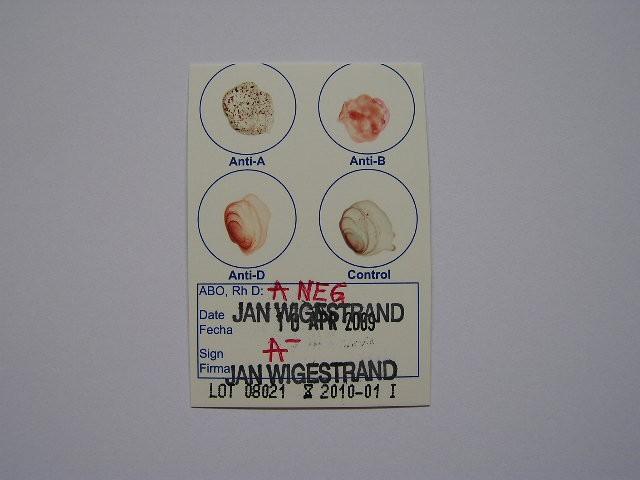 Anti-A Anti-B
Anti-D Control
ABO, Rh D: A NEG
JAN WIGESTRAND
Date 10 APR 2009
Fecha
Sign A-
Firma JAN WIGESTRAND
LOT 08021 ⧖ 2010-01 I